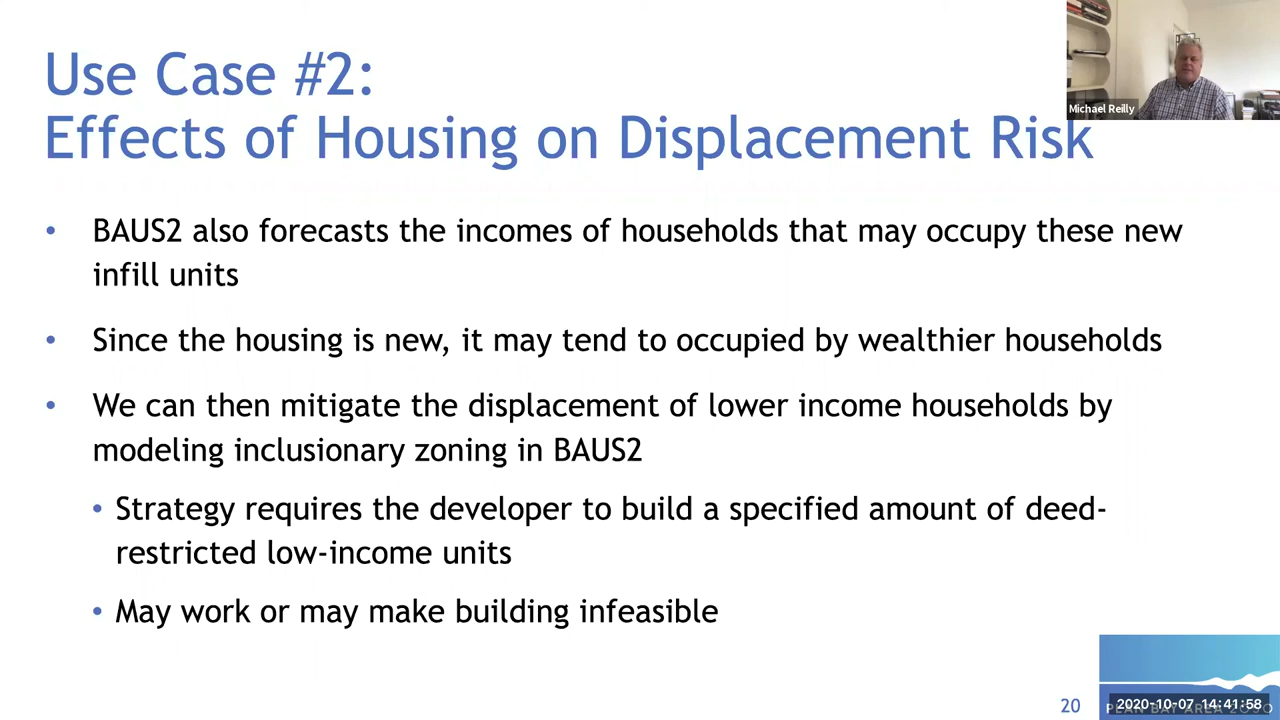 Use Case #2:
Effects of Housing on Displacement Risk
Michael Reilly
• BAUS2 also forecasts the incomes of households that may occupy these new
infill units
• Since the housing is new, it may tend to occupied by wealthier households
• We can then mitigate the displacement of lower income households by
modeling inclusionary zoning in BAUS2
• Strategy requires the developer to build a specified amount of deed-
restricted low-income units
• May work or may make building infeasible
20
2020-10-07 14:41:58